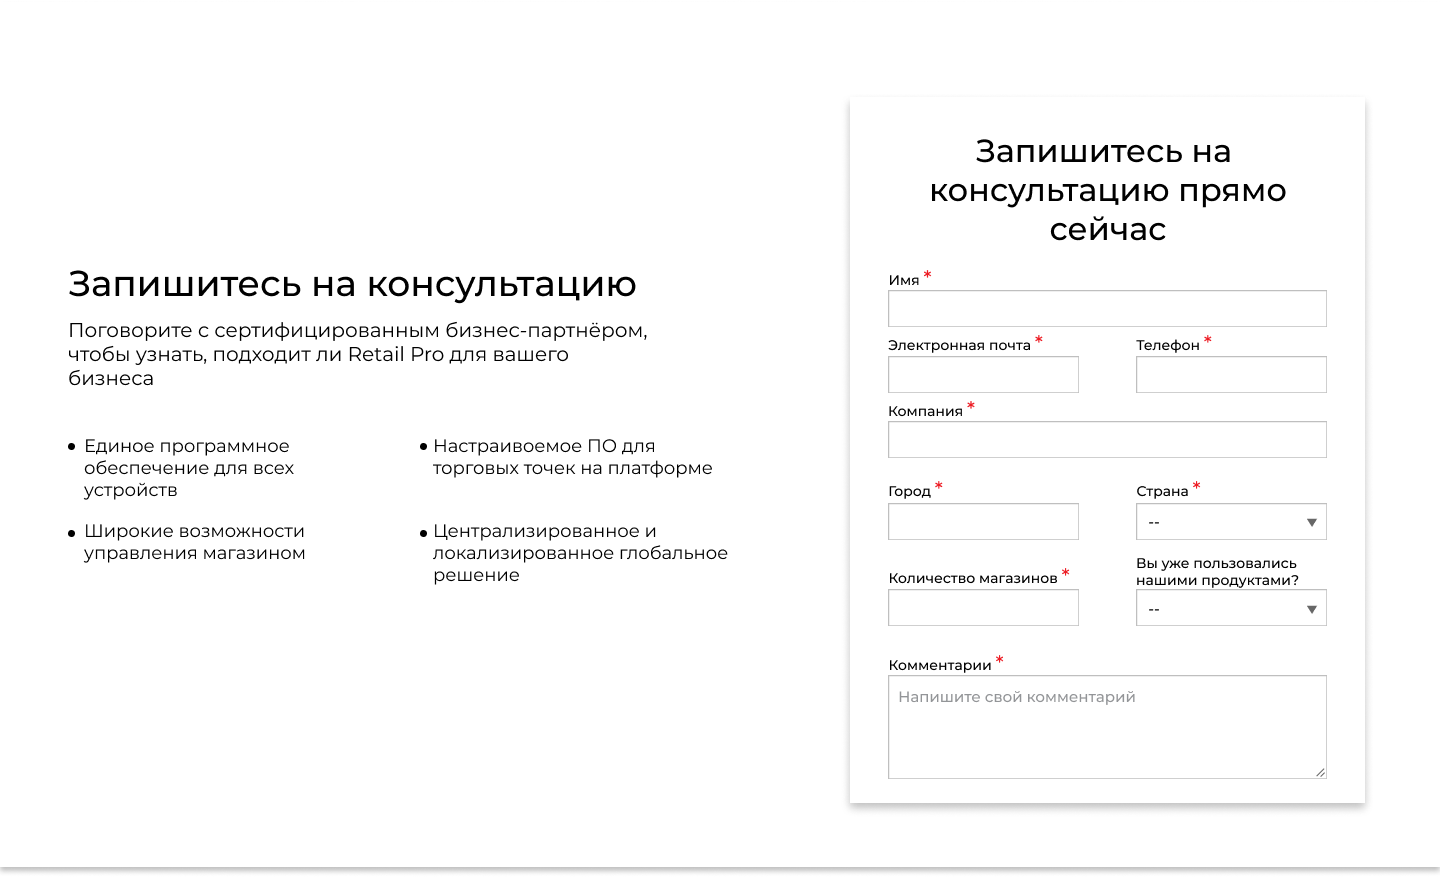 Запишитесь на консультацию
Поговорите с сертифицированным бизнес-партнёром,
чтобы узнать, подходит ли Retail Pro для вашего
бизнеса
Единое программное
обеспечение для всех
устройств
Настраивоемое ПО для
торговых точек на платформе
Широкие возможности
управления магазином
Централизированное и
локализированное глобальное
решение
Запишитесь на
консультацию прямо
сейчас
Имя *
Электронная почта *
Телефон *
Компания *
Город *
Страна *
--
Количество магазинов *
Вы уже пользовались
нашими продуктами?
--
Комментарии *
Напишите свой комментарий